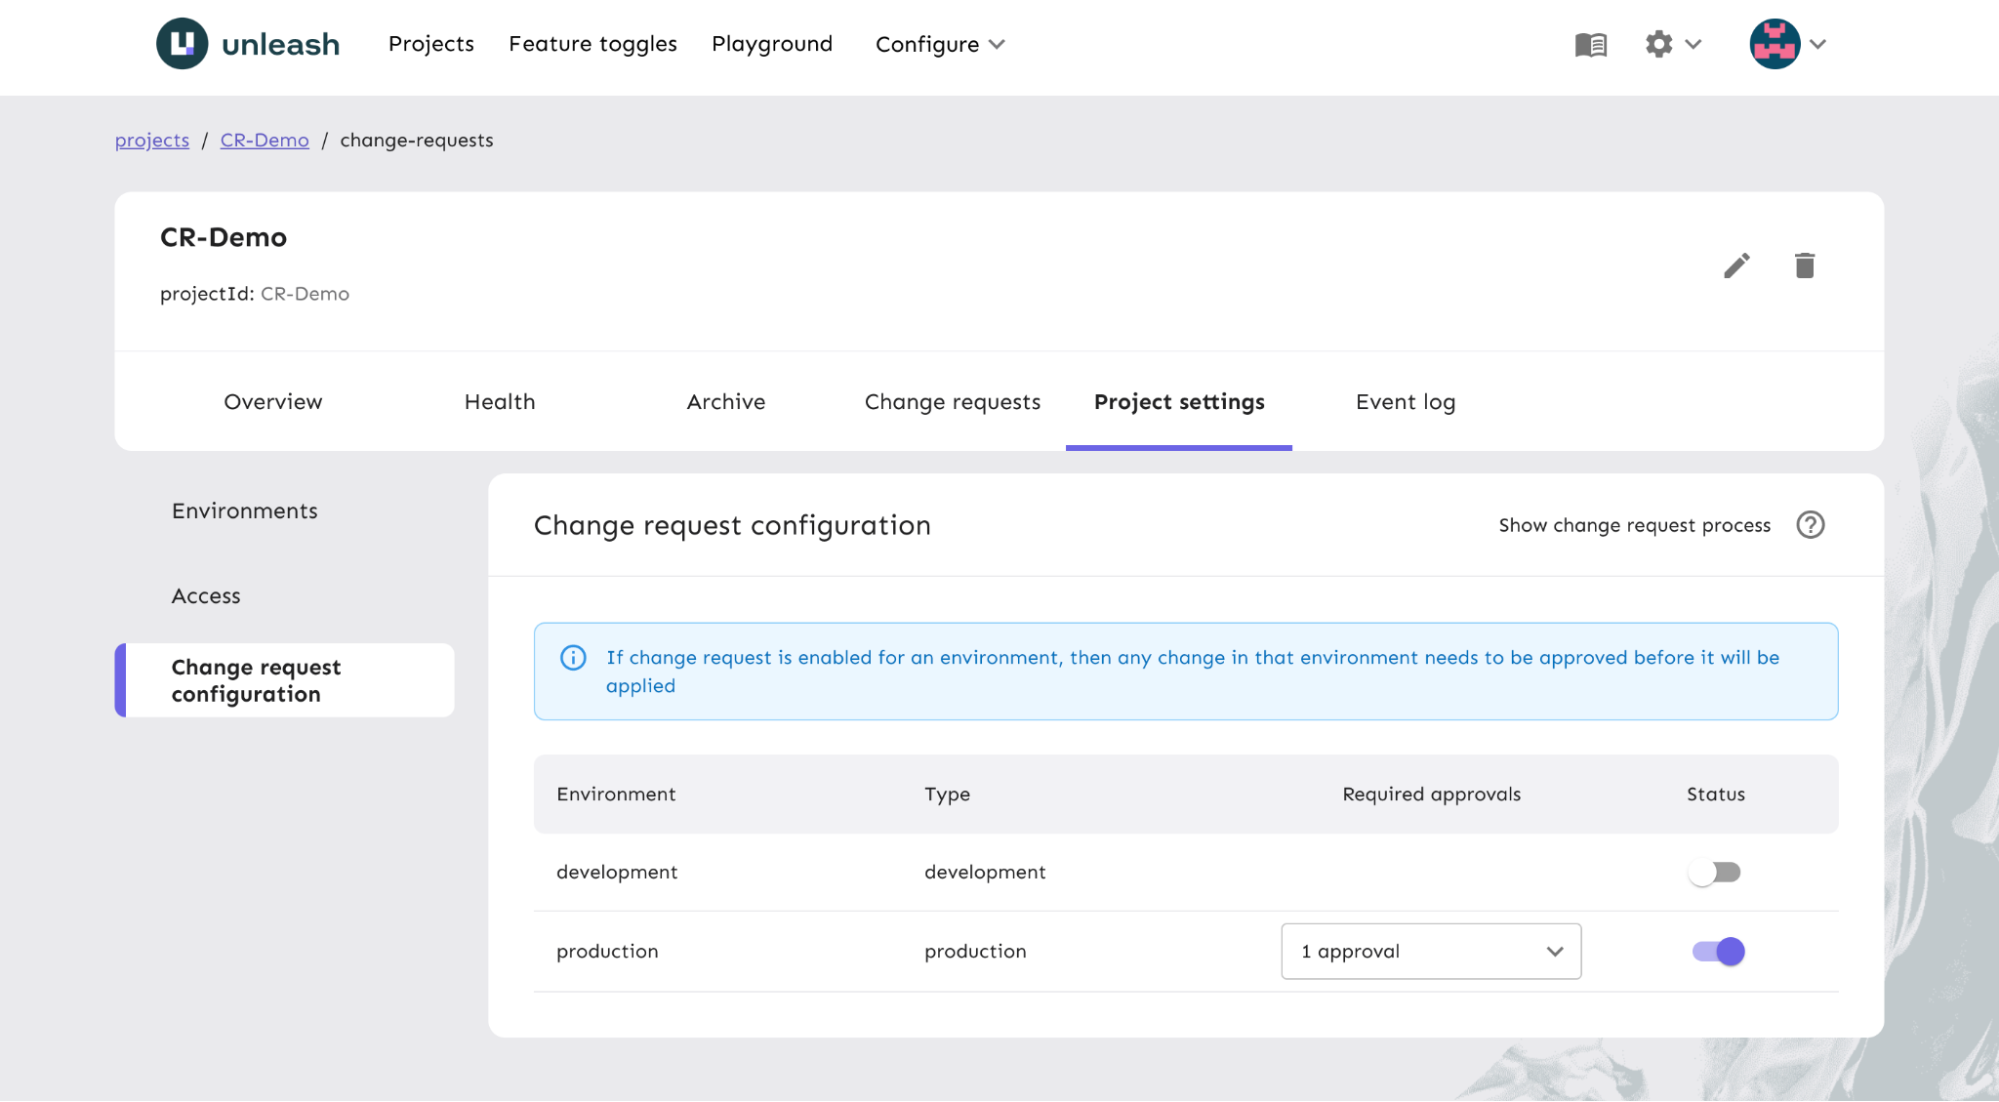 unleash Projects Feature toggles Playground Configure
projects / CR-Demo / change-requests
CR-Demo
projectId: CR-Demo
Overview Health Archive Change requests Project settings Event log
Environments
Access
Change request
configuration
Change request configuration Show change request process
If change request is enabled for an environment, then any change in that environment needs to be approved before it will be
applied
Environment Type Required approvals Status
development development
production production 1 approval